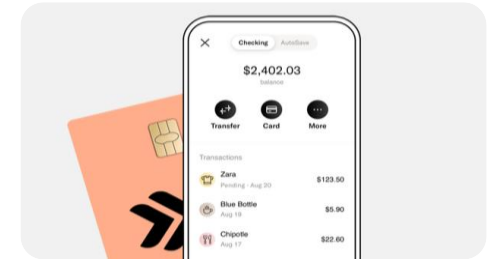 Checking AutoSave
$2,402.03
balance
Transfer Card More
Transactions
Zara
Pending · Aug 20
$123.50
Blue Bottle
Aug 19
$5.90
Chipotle
Aug 17
$22.60